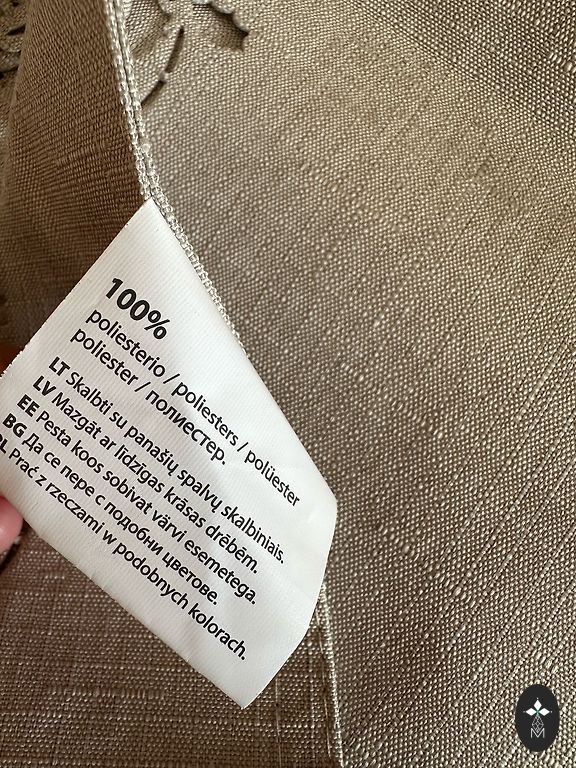 100%
poliesterio / poliesters / polüester
poliester / полиестер.
LT Skalbti su panašių spalvų skalbiniais.
LV Mazgāt ar līdzīgas krāsas drēbēm.
EE Pesta koos sobivat värvi esemetega.
BG Да се пере с подобни цветове.
PL Prać z rzeczami w podobnych kolorach.
M